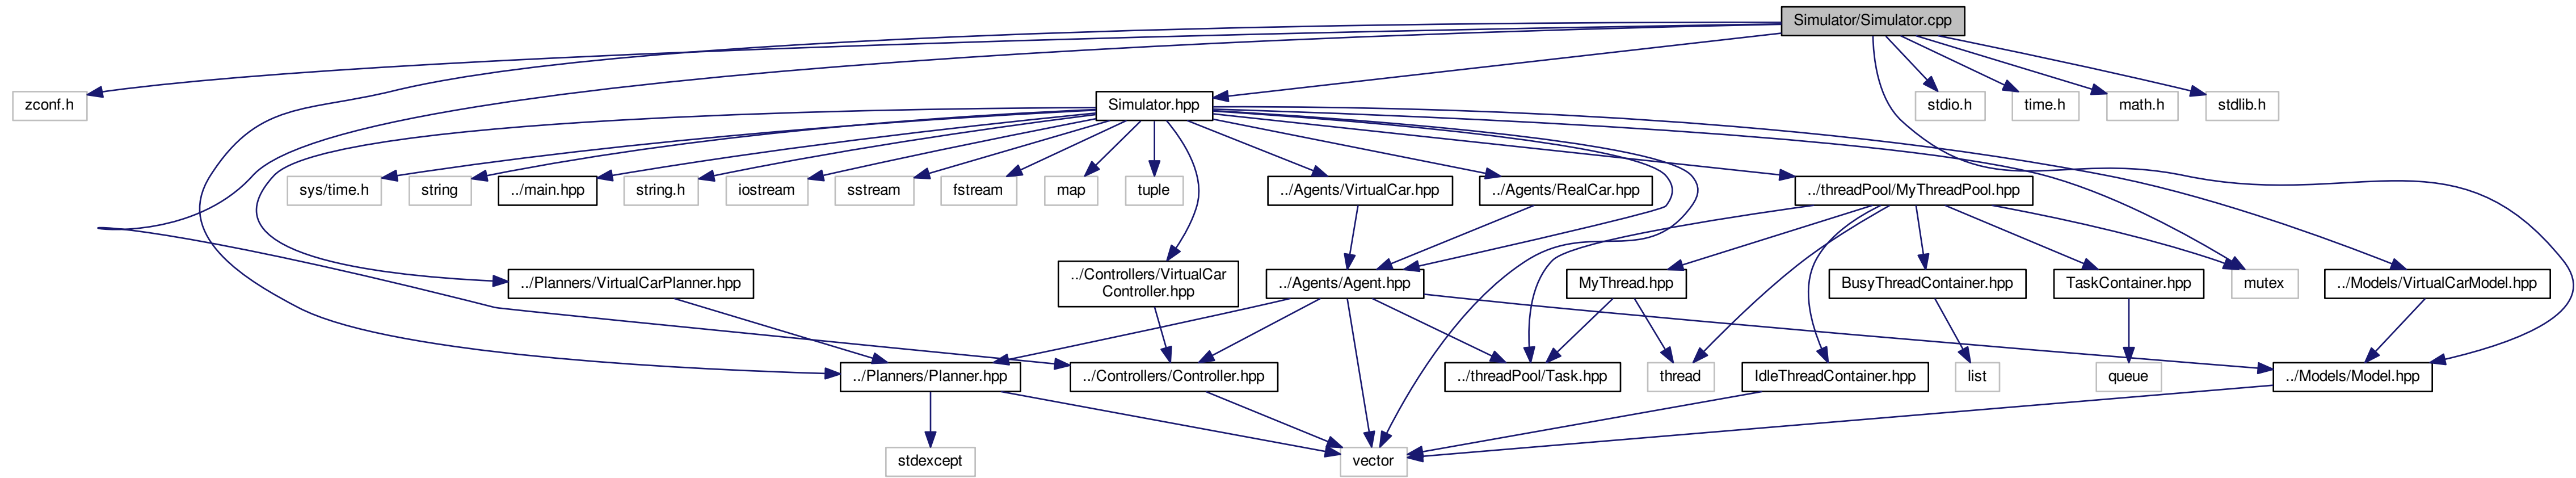 Simulator/Simulator.cpp
zconf.h
Simulator.hpp
stdio.h
time.h
math.h
stdlib.h
sys/time.h
string
../main.hpp
string.h
iostream
sstream
fstream
map
tuple
../Agents/VirtualCar.hpp
../Agents/RealCar.hpp
../threadPool/MyThreadPool.hpp
../Planners/VirtualCarPlanner.hpp
../Controllers/VirtualCar
Controller.hpp
../Agents/Agent.hpp
MyThread.hpp
BusyThreadContainer.hpp
TaskContainer.hpp
mutex
../Models/VirtualCarModel.hpp
../Planners/Planner.hpp
../Controllers/Controller.hpp
../threadPool/Task.hpp
thread
IdleThreadContainer.hpp
list
queue
../Models/Model.hpp
stdexcept
vector